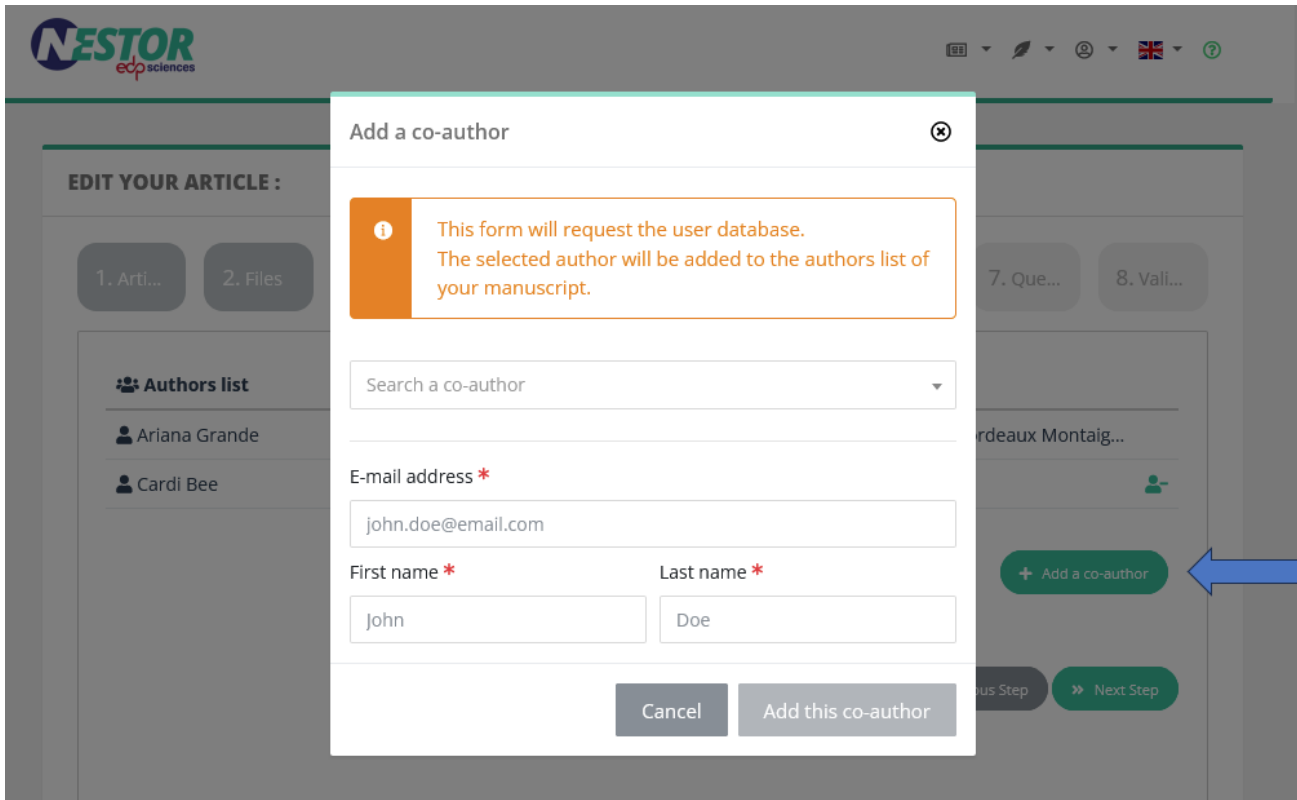 NESTOR
edp sciences
Add a co-author
EDIT YOUR ARTICLE :
This form will request the user database.
The selected author will be added to the authors list of
your manuscript.
1. Arti...
2. Files
7. Que...
8. Vali...
Search a co-author
Authors list
Ariana Grande
rdeaux Montaig...
Cardi Bee
E-mail address *
john.doe@email.com
First name *
Last name *
+ Add a co-author
John
Doe
us Step
Next Step
Cancel
Add this co-author